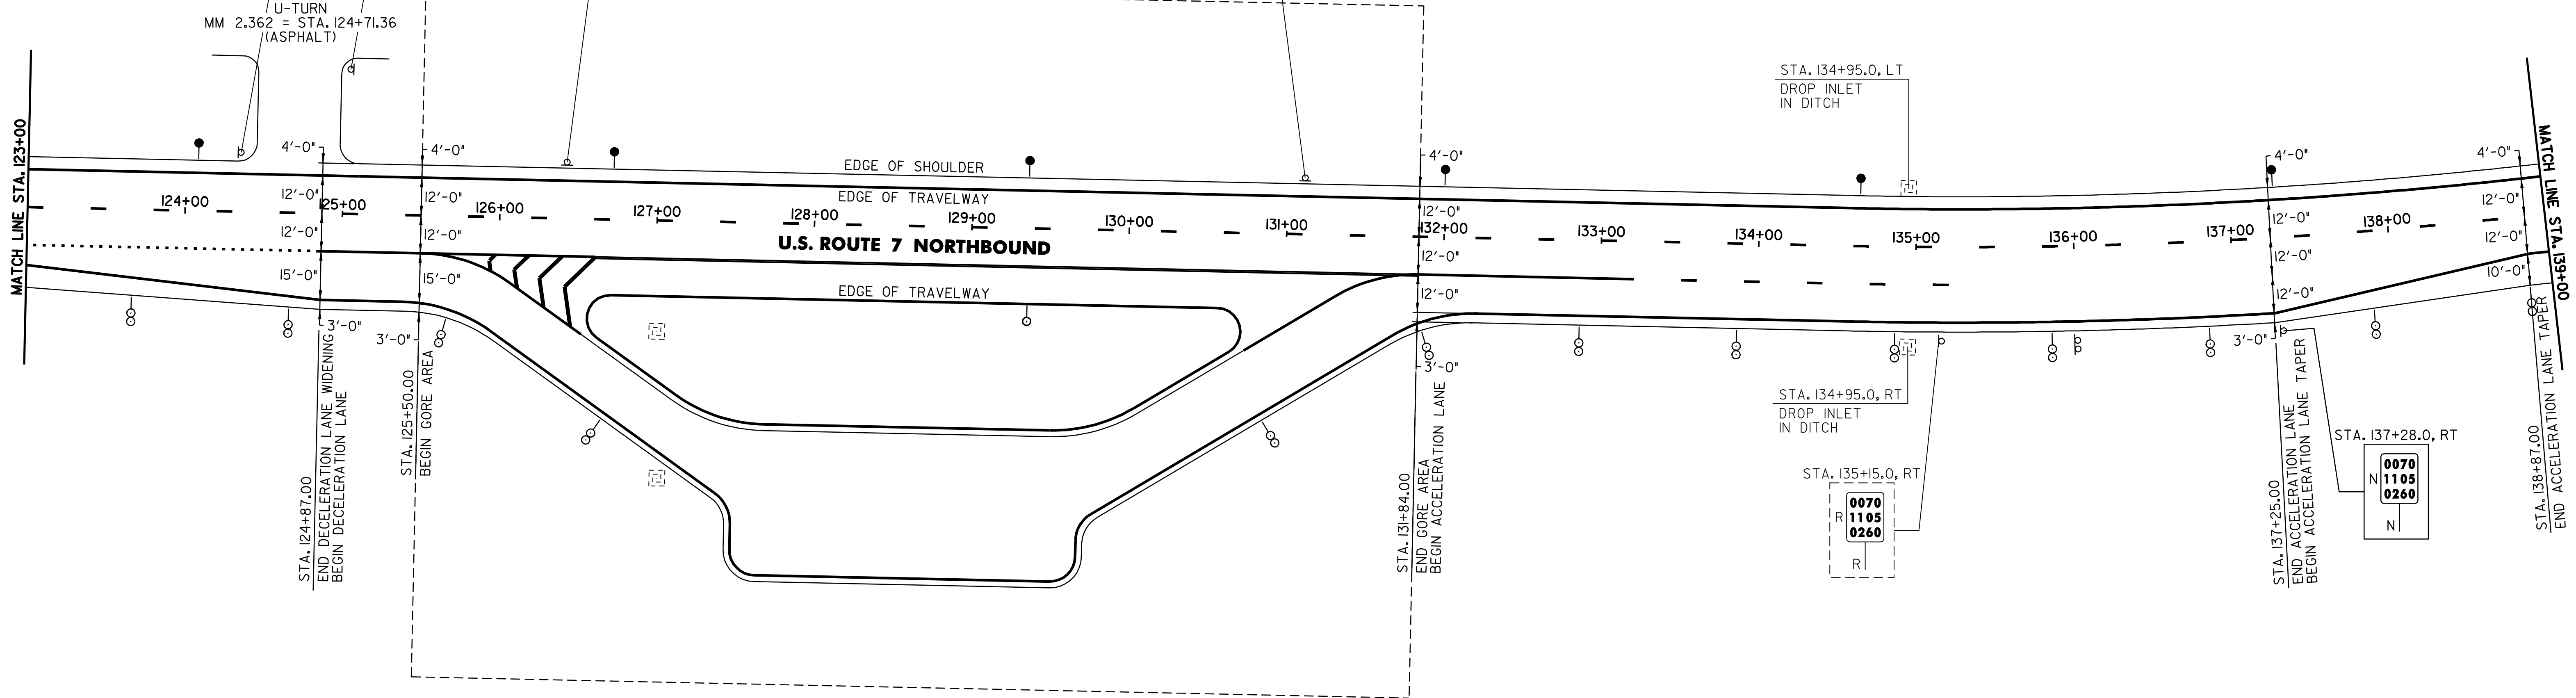 U-TURN
MM 2.362 = STA. 124+71.36
(ASPHALT)
MATCH LINE STA. 123+00
4'-0"
4'-0"
EDGE OF SHOULDER
EDGE OF TRAVELWAY
STA. 134+95.0, LT
DROP INLET
IN DITCH
4'-0"
4'-0"
4'-0"
MATCH LINE STA. 139+00
12'-0"
12'-0"
12'-0"
12'-0"
12'-0"
12'-0"
124+00
125+00
126+00
127+00
128+00
129+00
130+00
131+00
132+00
133+00
134+00
135+00
136+00
137+00
138+00
12'-0"
12'-0"
12'-0"
12'-0"
U.S. ROUTE 7 NORTHBOUND
15'-0"
15'-0"
EDGE OF TRAVELWAY
12'-0"
12'-0"
10'-0"
3'-0"
3'-0"
3'-0"
3'-0"
STA. 124+87.00
END DECELERATION LANE WIDENING
BEGIN DECELERATION LANE
STA. 125+50.00
BEGIN GORE AREA
STA. 131+84.00
END GORE AREA
BEGIN ACCELERATION LANE
STA. 134+95.0, RT
DROP INLET
IN DITCH
STA. 135+15.0, RT
R
0070
1105
0260
R
STA. 137+25.00
END ACCELERATION LANE
BEGIN ACCELERATION LANE TAPER
STA. 137+28.0, RT
N
0070
1105
0260
N
STA. 138+87.00
END ACCELERATION LANE TAPER